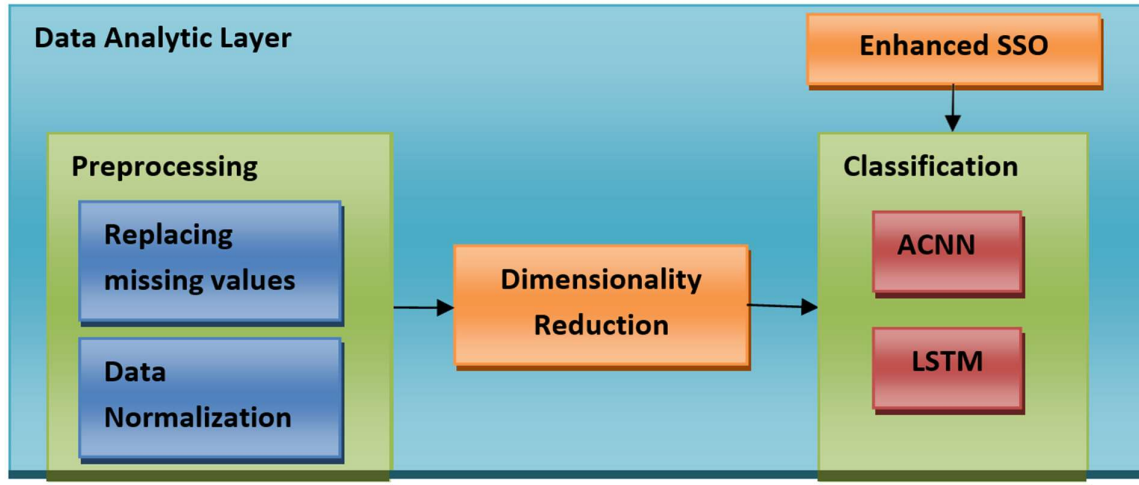 Data Analytic Layer
Enhanced SSO
Preprocessing
Replacing
missing values
Data
Normalization
Dimensionality
Reduction
Classification
ACNN
LSTM